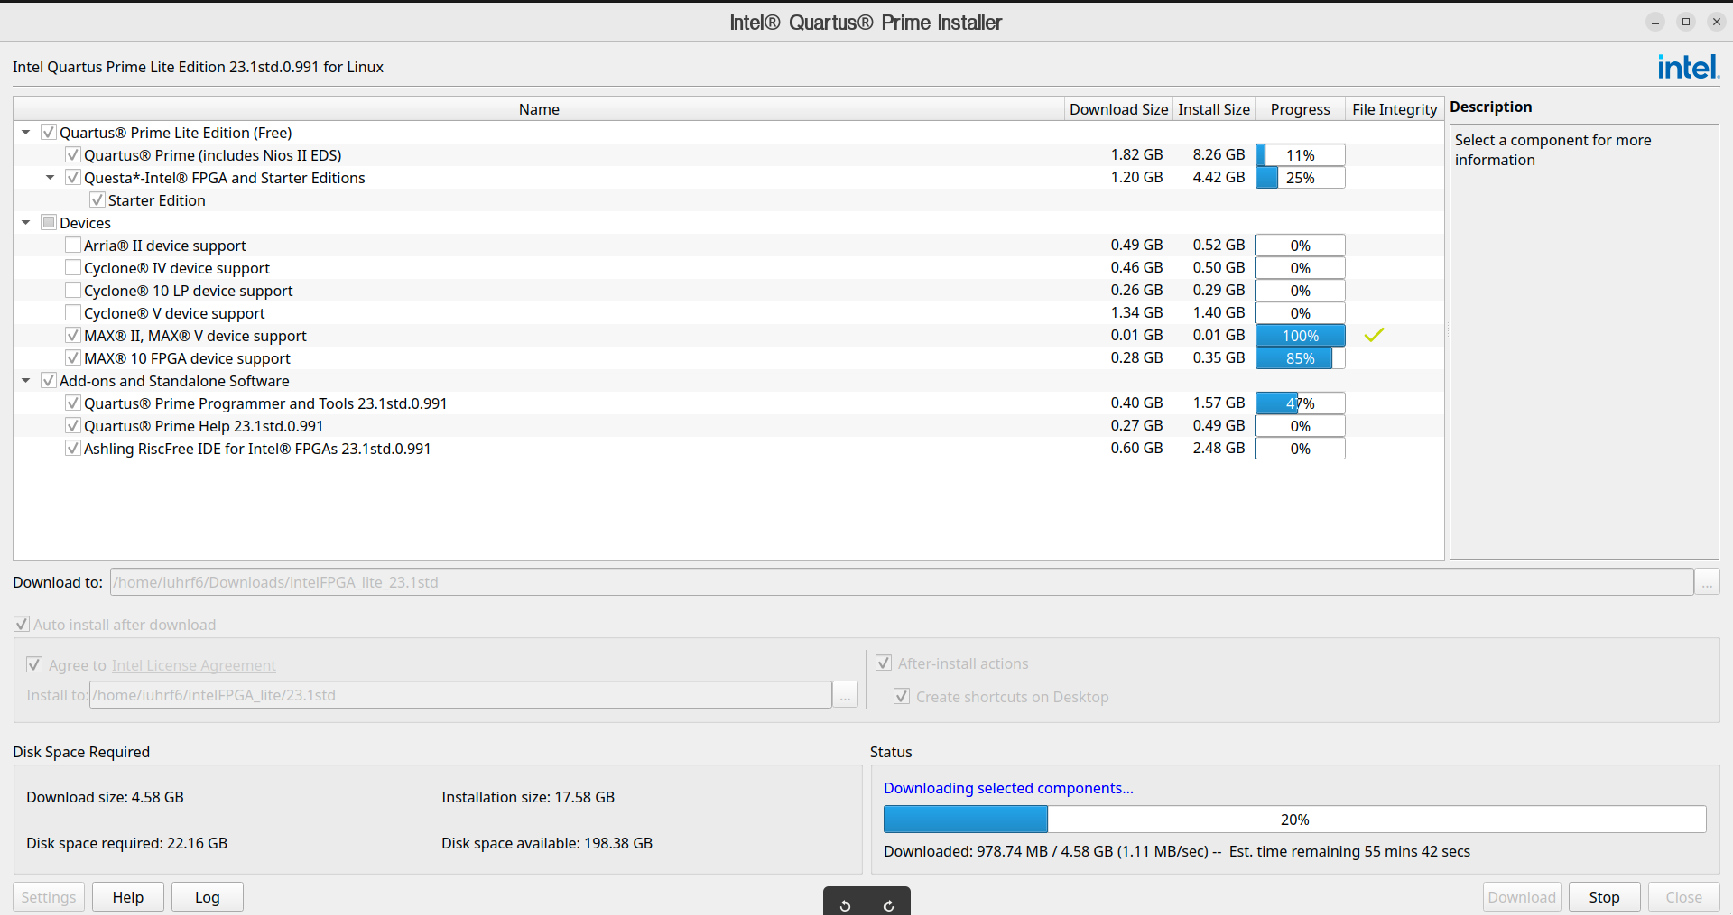 Intel® Quartus® Prime Installer
Intel Quartus Prime Lite Edition 23.1std.0.991 for Linux
intel.
Name Download Size Install Size Progress File Integrity
Quartus® Prime Lite Edition (Free)
Quartus® Prime (includes Nios II EDS) 1.82 GB 8.26 GB 11%
Questa*-Intel® FPGA and Starter Editions 1.20 GB 4.42 GB 25%
Starter Edition
Devices
Arria® II device support 0.49 GB 0.52 GB 0%
Cyclone® IV device support 0.46 GB 0.50 GB 0%
Cyclone® 10 LP device support 0.26 GB 0.29 GB 0%
Cyclone® V device support 1.34 GB 1.40 GB 0%
MAX® II, MAX® V device support 0.01 GB 0.01 GB 100%
MAX® 10 FPGA device support 0.28 GB 0.35 GB 85%
Add-ons and Standalone Software
Quartus® Prime Programmer and Tools 23.1std.0.991 0.40 GB 1.57 GB 47%
Quartus® Prime Help 23.1std.0.991 0.27 GB 0.49 GB 0%
Ashling RiscFree IDE for Intel® FPGAs 23.1std.0.991 0.60 GB 2.48 GB 0%
Description
Select a component for more
information
Download to: /home/luhrf6/Downloads/intelFPGA_lite_23.1std ...
Auto install after download
Agree to Intel License Agreement
Install to: /home/luhrf6/intelFPGA_lite/23.1std ...
After-install actions
Create shortcuts on Desktop
Disk Space Required
Download size: 4.58 GB Installation size: 17.58 GB
Disk space required: 22.16 GB Disk space available: 198.38 GB
Status
Downloading selected components...
20%
Downloaded: 978.74 MB / 4.58 GB (1.11 MB/sec) -- Est. time remaining 55 mins 42 secs
Settings Help Log Download Stop Close